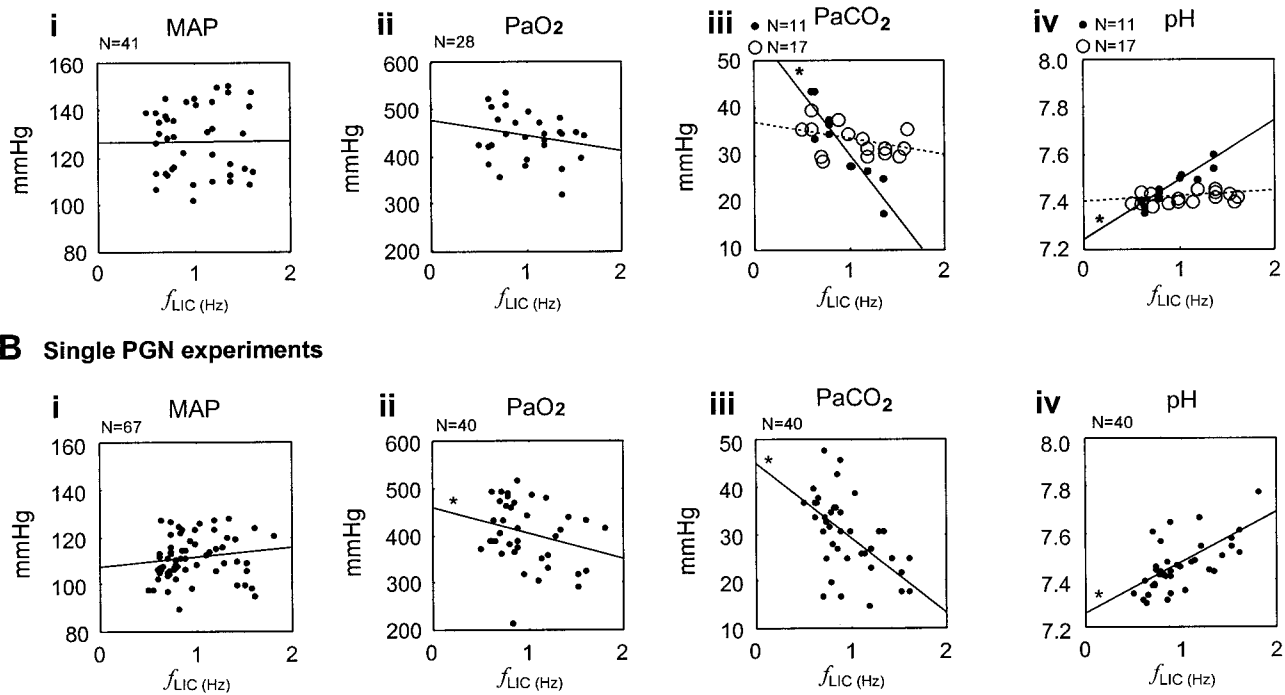 i MAP
N=41
mmHg
160
140
120
100
80
0 1 2
fLIC (Hz)
ii PaO2
N=28
mmHg
600
500
400
300
200
0 1 2
fLIC (Hz)
iii PaCO2
N=11
N=17
mmHg
50
40
30
20
10
*
0 1 2
fLIC (Hz)
iv pH
N=11
N=17
8.0
7.8
7.6
7.4
7.2
*
0 1 2
fLIC (Hz)
B Single PGN experiments
i MAP
N=67
mmHg
160
140
120
100
80
0 1 2
fLIC (Hz)
ii PaO2
N=40
mmHg
600
500
400
300
200
*
0 1 2
fLIC (Hz)
iii PaCO2
N=40
mmHg
50
40
30
20
10
*
0 1 2
fLIC (Hz)
iv pH
N=40
8.0
7.8
7.6
7.4
7.2
*
0 1 2
fLIC (Hz)